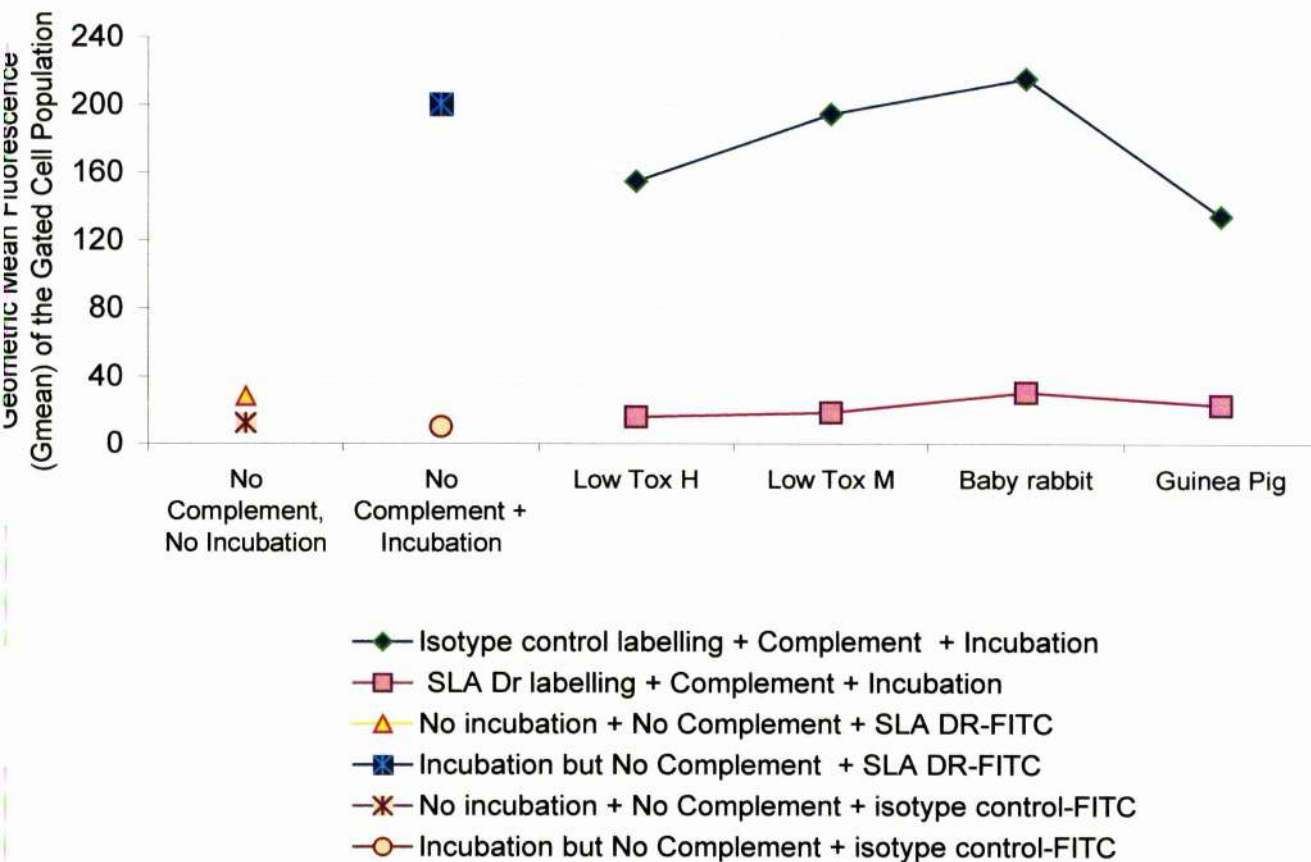 Geometric Mean Fluorescence
(Gmean) of the Gated Cell Population
240
200
160
120
80
40
0
No
Complement,
No Incubation
No
Complement +
Incubation
Low Tox H
Low Tox M
Baby rabbit
Guinea Pig
Isotype control labelling + Complement + Incubation
SLA Dr labelling + Complement + Incubation
No incubation + No Complement + SLA DR-FITC
Incubation but No Complement + SLA DR-FITC
No incubation + No Complement + isotype control-FITC
Incubation but No Complement + isotype control-FITC